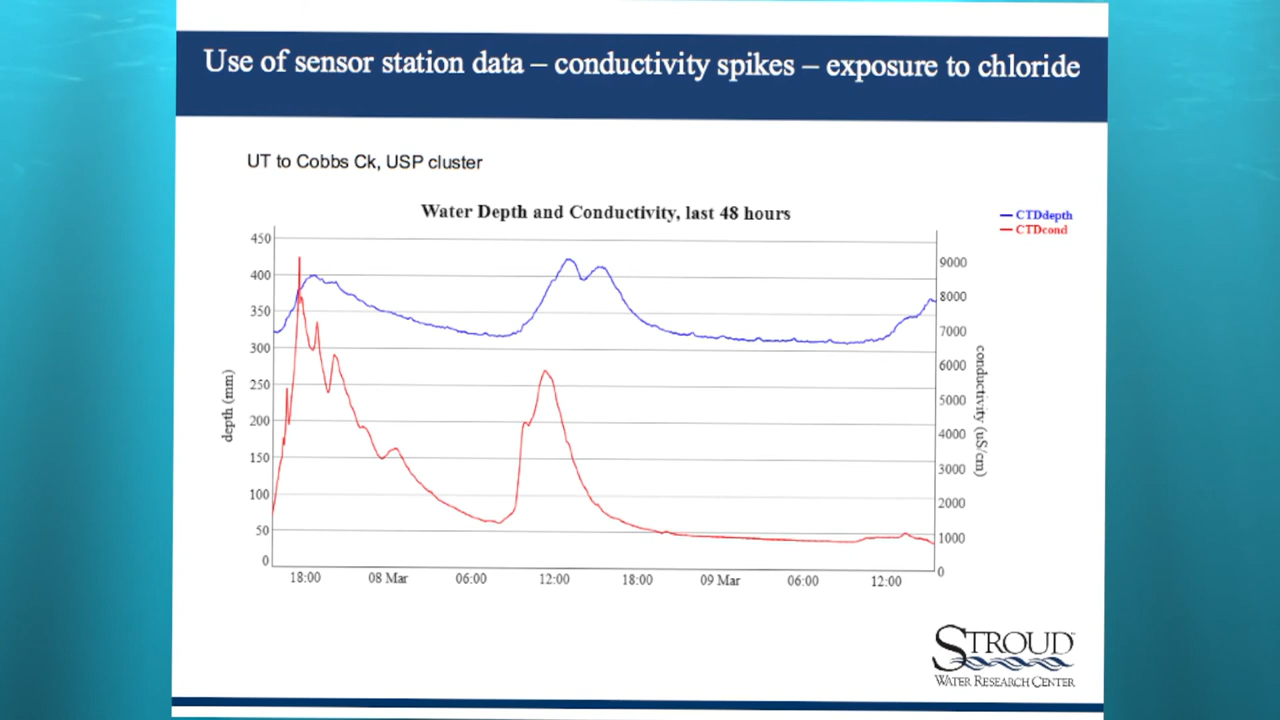 Use of sensor station data – conductivity spikes – exposure to chloride
UT to Cobbs Ck, USP cluster
Water Depth and Conductivity, last 48 hours
CTDdepth
CTDcond
450
400
350
300
250
200
150
100
50
0
depth (mm)
9000
8000
7000
6000
5000
4000
3000
2000
1000
0
conductivity (uS/cm)
18:00 08 Mar 06:00 12:00 18:00 09 Mar 06:00 12:00
STROUD™
WATER RESEARCH CENTER